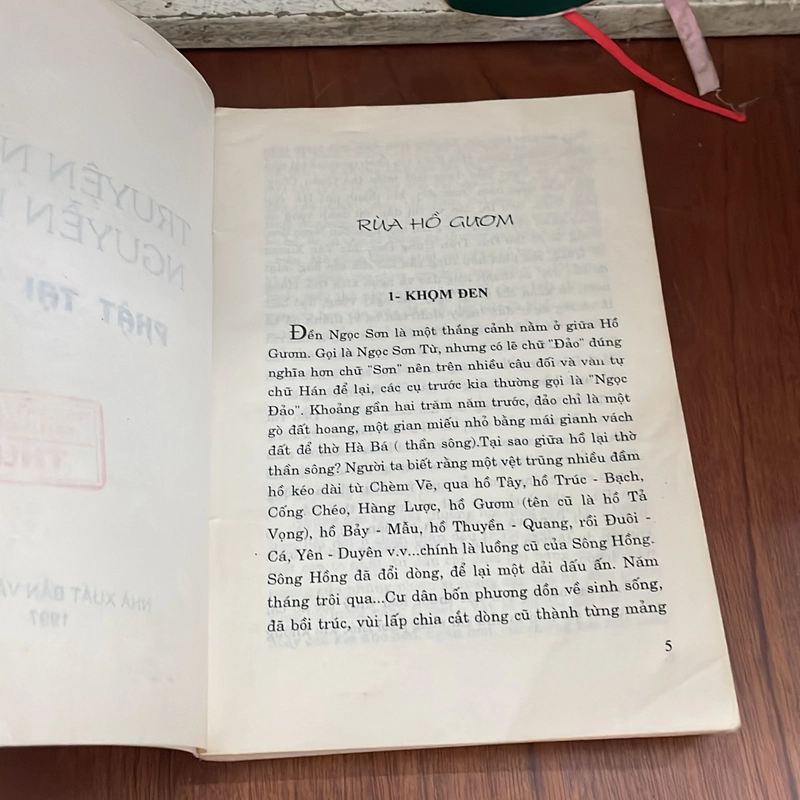 RÙA HỒ GƯƠM
1- KHỌM ĐEN
Đền Ngọc Sơn là một thắng cảnh nằm ở giữa Hồ
Gươm. Gọi là Ngọc Sơn Từ, nhưng có lẽ chữ "Đảo" đúng
nghĩa hơn chữ "Sơn" nên trên nhiều câu đối và văn tự
chữ Hán để lại, các cụ trước kia thường gọi là "Ngọc
Đảo". Khoảng gần hai trăm năm trước, đảo chỉ là một
gò đất hoang, một gian miếu nhỏ bằng mái gianh vách
đất để thờ Hà Bá ( thần sông).Tại sao giữa hồ lại thờ
thần sông? Người ta biết rằng một vệt trũng nhiều đầm
hồ kéo dài từ Chèm Vẽ, qua hồ Tây, hồ Trúc - Bạch,
Cống Chéo, Hàng Lược, hồ Gươm (tên cũ là hồ Tả
Vọng), hồ Bảy - Mẫu, hồ Thuyền - Quang, rồi Đuôi -
Cá, Yên - Duyên v.v...chính là luồng cũ của Sông Hồng.
Sông Hồng đã đổi dòng, để lại một dải dấu ấn. Năm
tháng trôi qua...Cư dân bốn phương dồn về sinh sống,
đã bồi trúc, vùi lấp chia cắt dòng cũ thành từng mảng
5
TRUYỆN
NGUYỄN
PHẬT TẠI
NHÀ XUẤT BẢN
1997